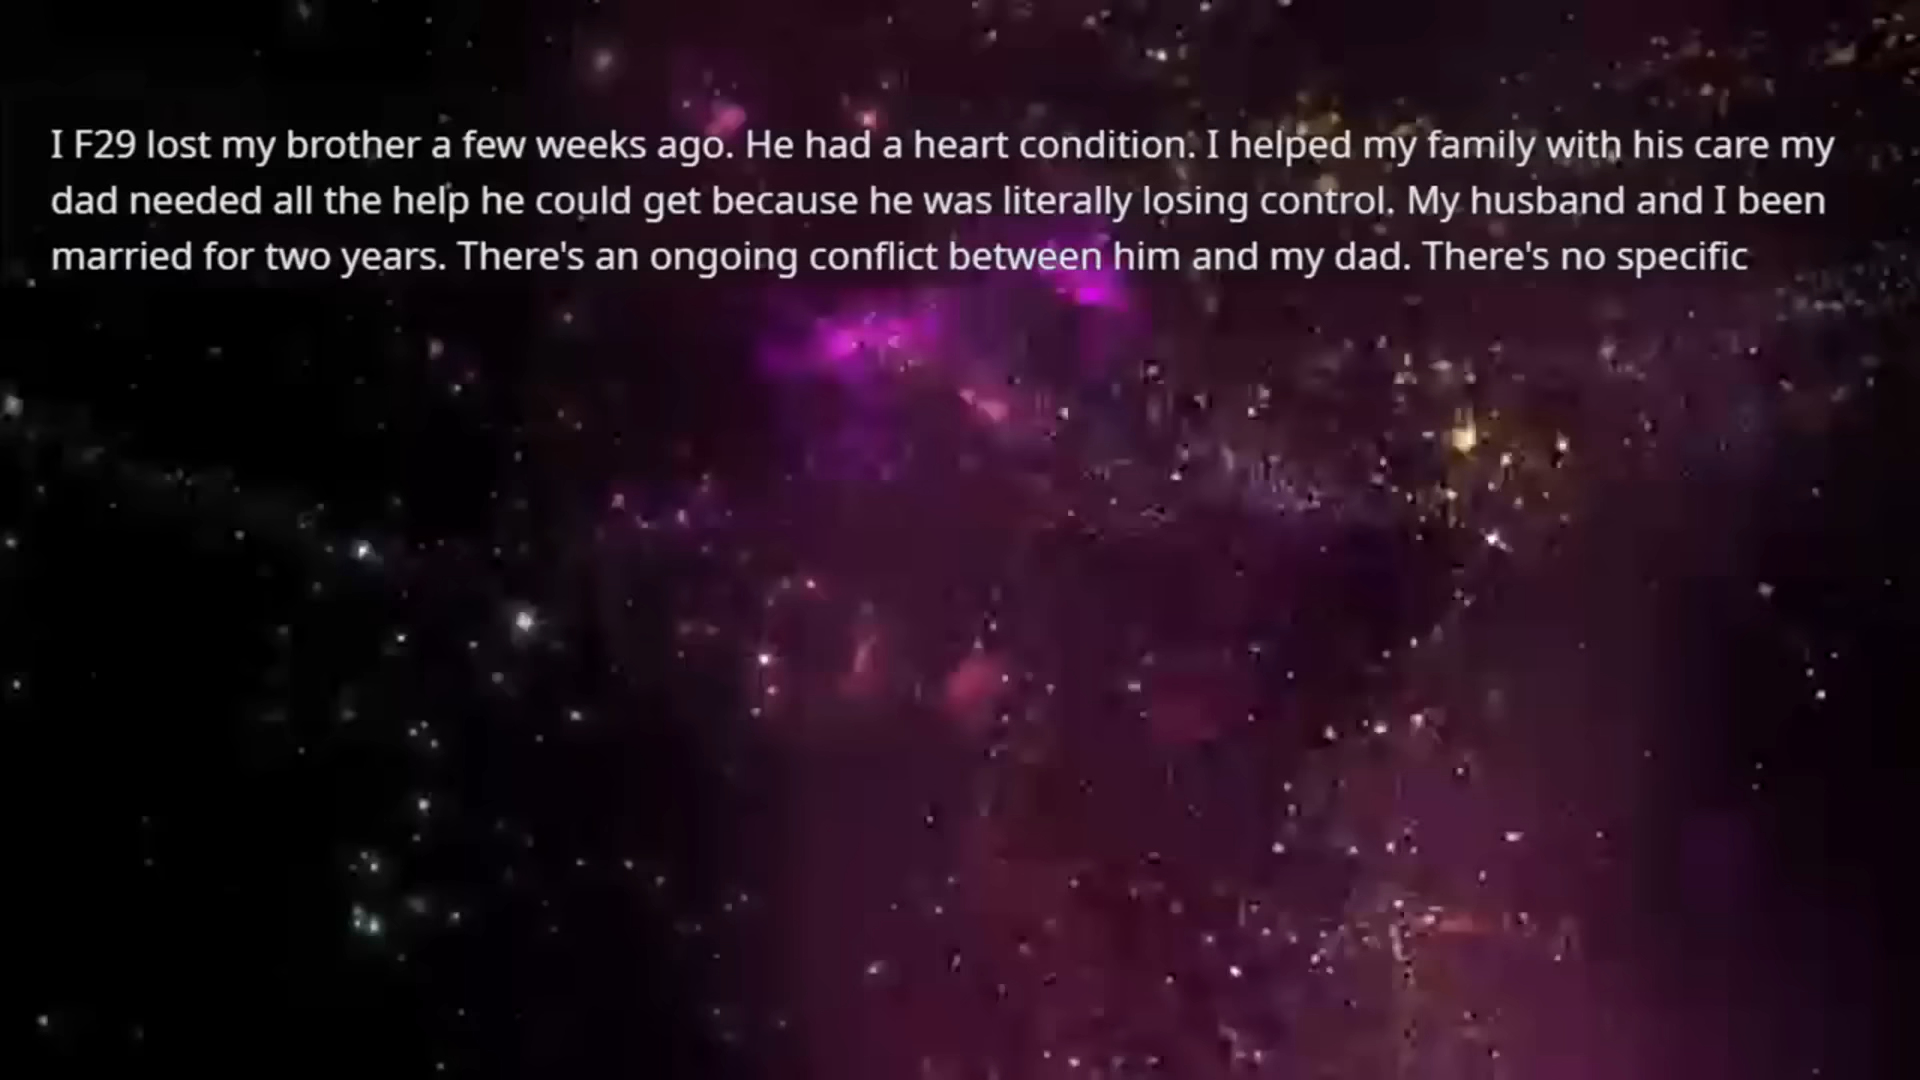 I F29 lost my brother a few weeks ago. He had a heart condition. I helped my family with his care my
dad needed all the help he could get because he was literally losing control. My husband and I been
married for two years. There's an ongoing conflict between him and my dad. There's no specific